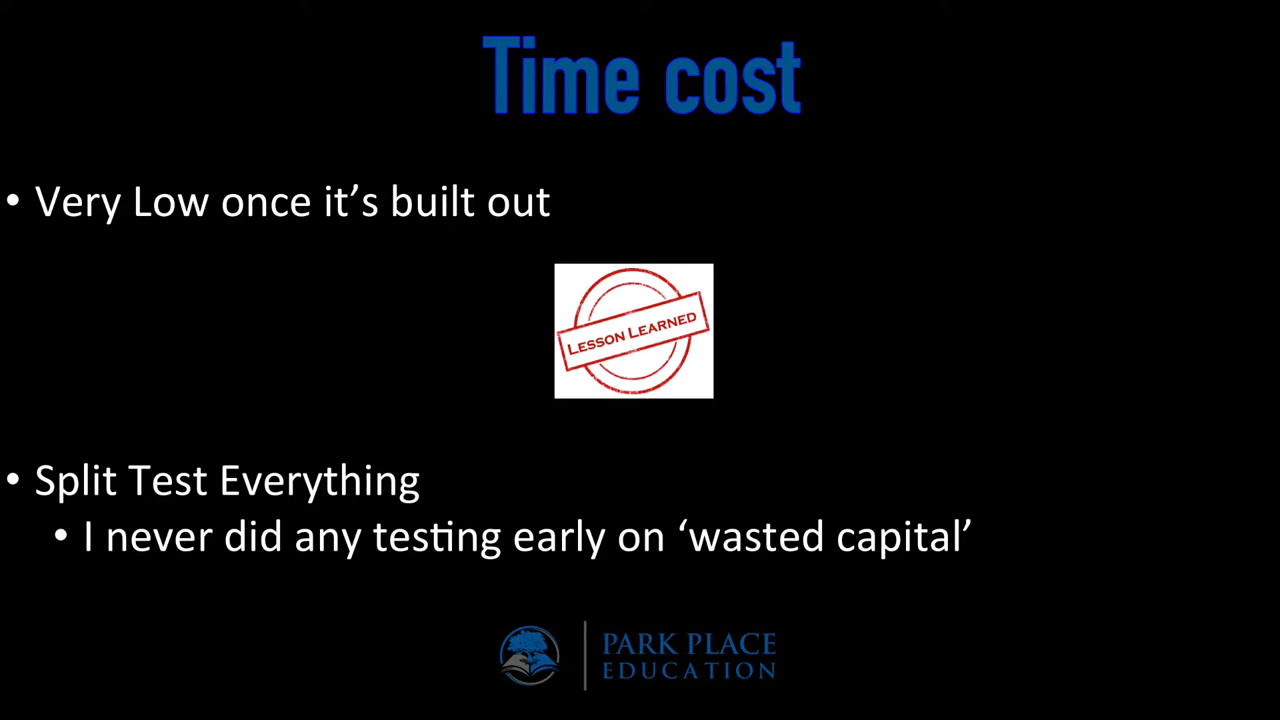 Time cost
• Very Low once it’s built out
LESSON LEARNED
• Split Test Everything
• I never did any testing early on ‘wasted capital’
PARK PLACE
EDUCATION